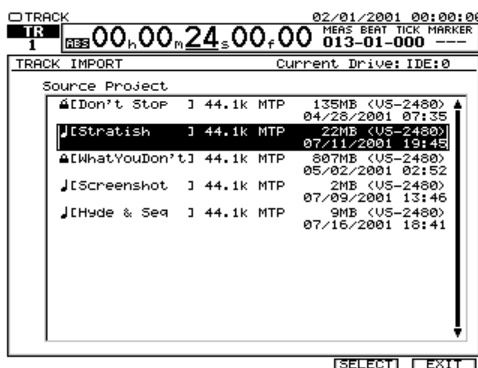 TRACK 02/01/2001 00:00:00
TR 1 ABS 00h00m24s00f00 MEAS BEAT TICK MARKER
013-01-000 ---
TRACK IMPORT Current Drive:IDE:0
Source Project
[Don't Stop ] 44.1k MTP 135MB (VS-2480)
04/28/2001 07:35
[Stratish ] 44.1k MTP 22MB (VS-2480)
07/11/2001 19:45
[WhatYouDon't] 44.1k MTP 807MB (VS-2480)
05/02/2001 02:52
[Screenshot ] 44.1k MTP 2MB (VS-2480)
07/09/2001 13:46
[Hyde & Seq ] 44.1k MTP 9MB (VS-2480)
07/16/2001 18:41
SELECT EXIT